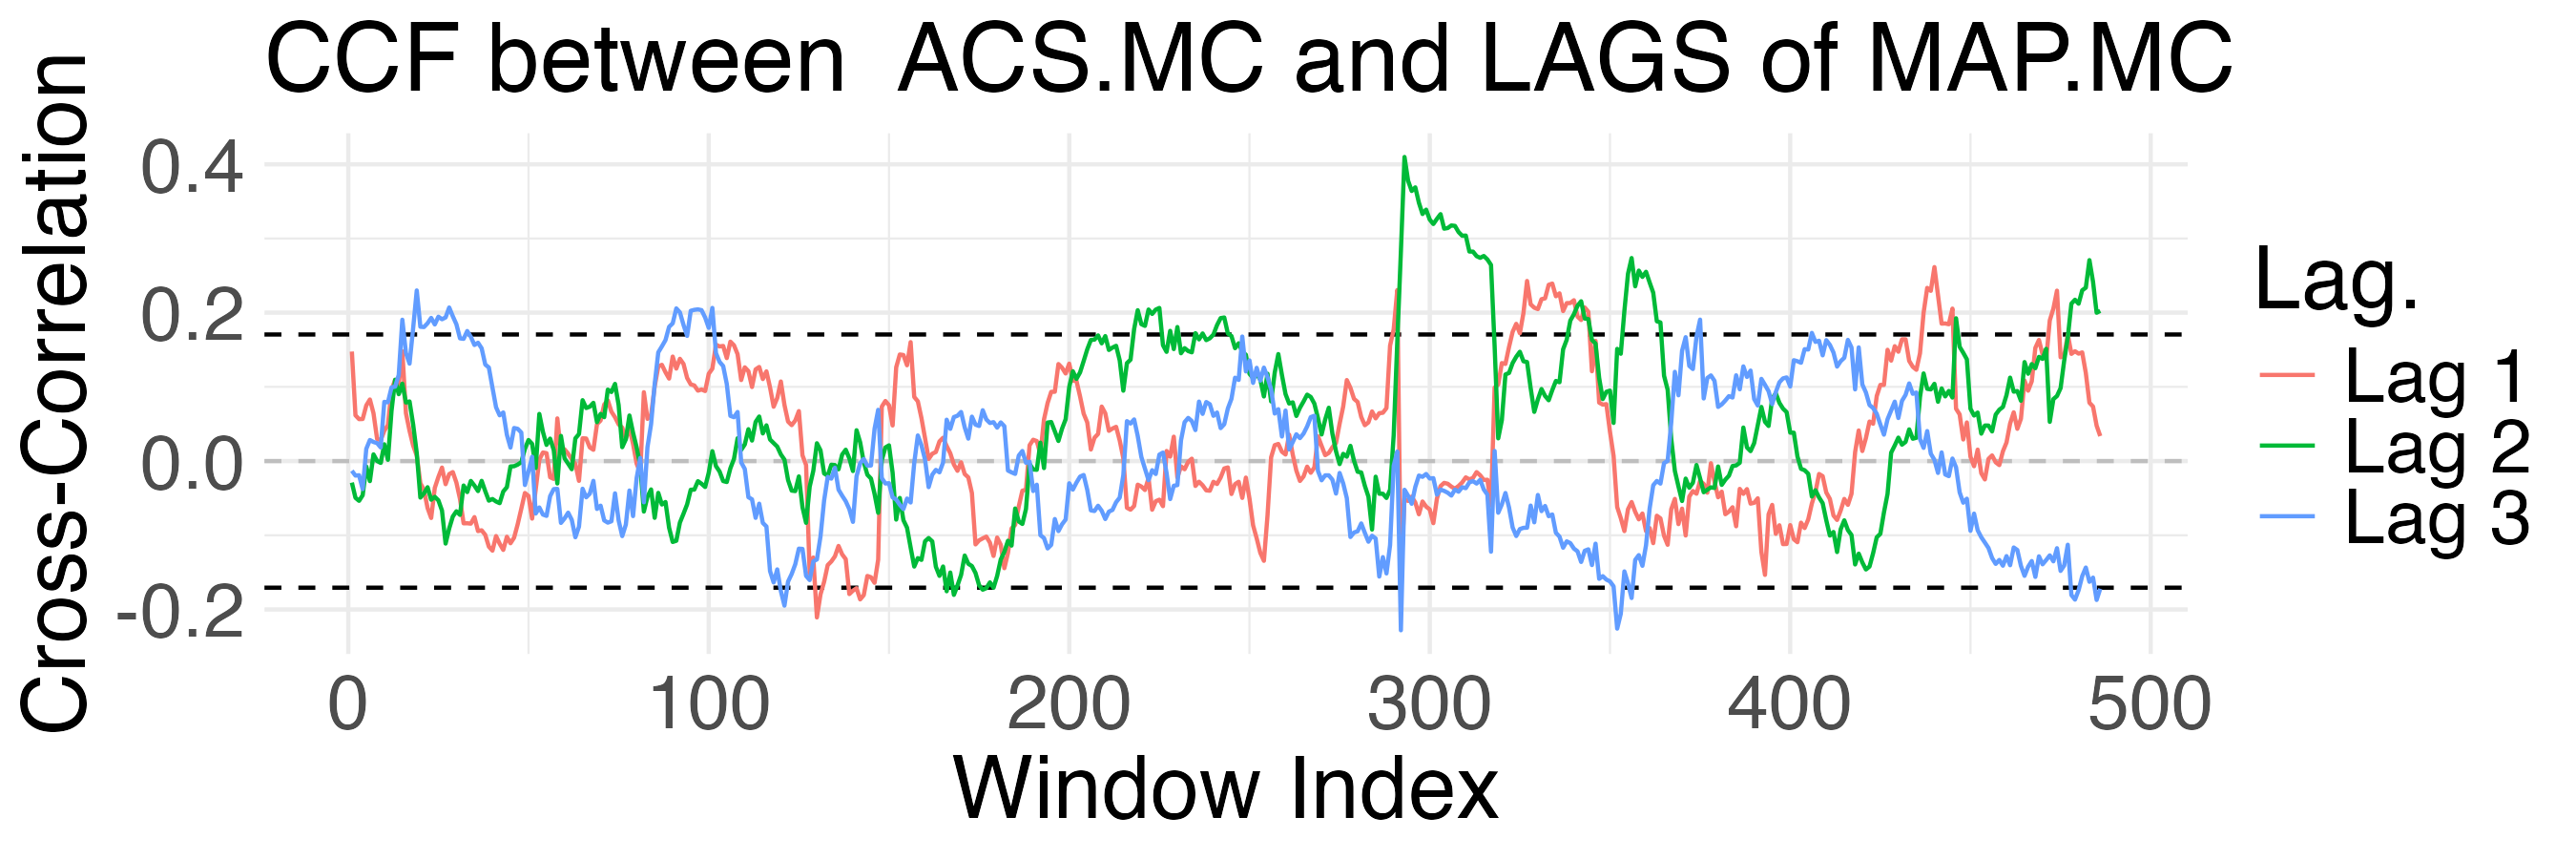 CCF between  ACS.MC and LAGS of MAP.MC
Cross-Correlation
0.4
0.2
0.0
-0.2
0 100 200 300 400 500
Window Index
Lag.
Lag 1
Lag 2
Lag 3